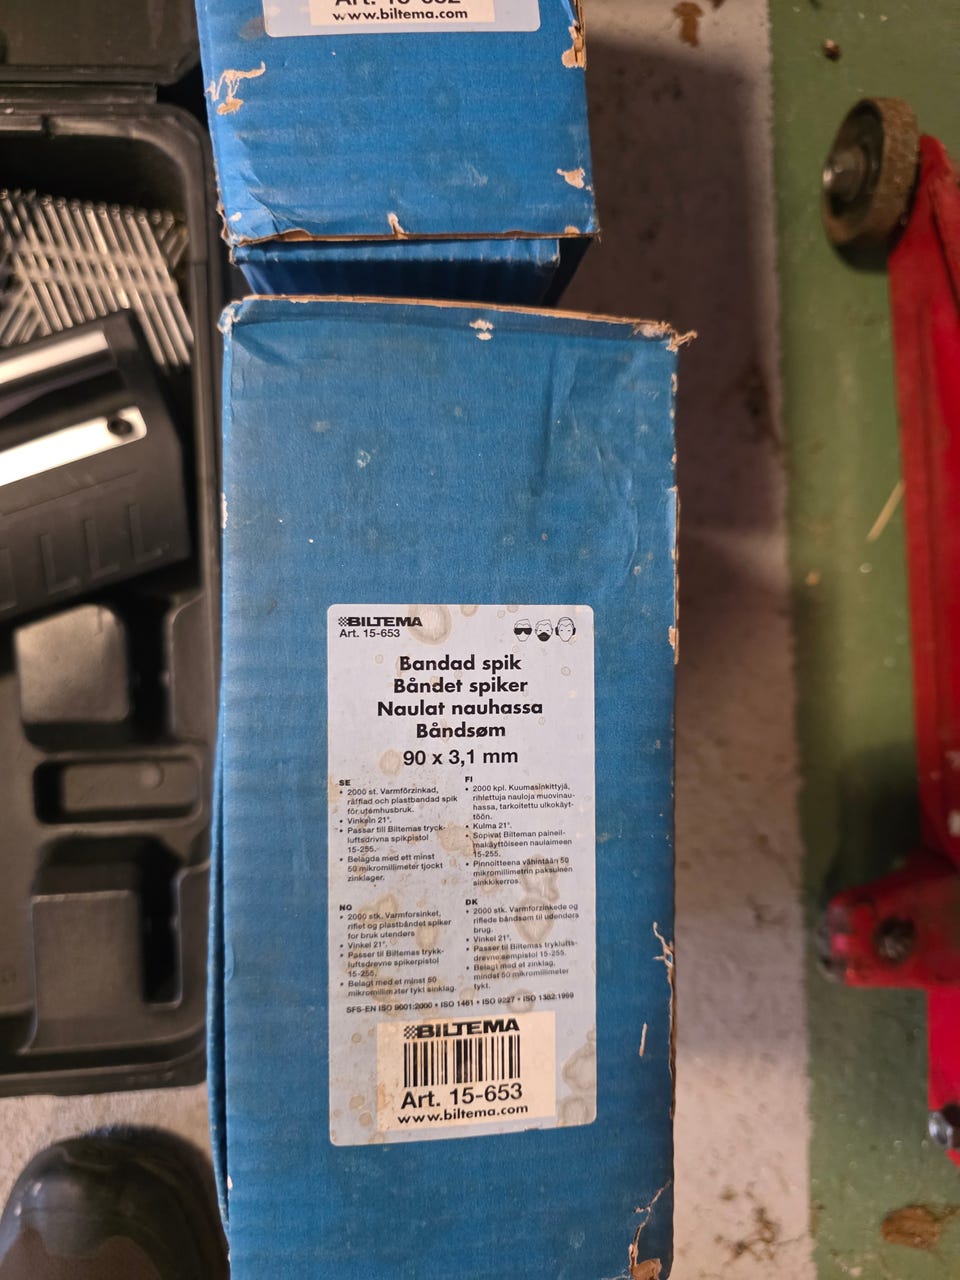 www.biltema.com
BILTEMA
Art. 15-653
Bandad spik
Båndet spiker
Naulat nauhassa
Båndsøm
90 x 3,1 mm
SE
• 2000 st. Varmförzinkad,
räfflad och plastbandad spik
för utomhusbruk.
• Vinkeln 21°.
• Passar till Biltemas tryck-
luftsdrivna spikpistol
15-255.
• Belagda med ett minst
50 mikromillimeter tjockt
zinklager.
FI
• 2000 kpl. Kuumasinkittyjä,
rihlattuja nauloja muovinau-
hassa, tarkoitettu ulkokäyt-
töön.
• Kulma 21°.
• Sopivat Bilteman paineil-
makäyttöiseen naulaimeen
15-255.
• Pinnoitteena vähintään 50
mikromillimetrin paksuinen
sinkkikerros.
NO
• 2000 stk. Varmforsinket,
riflet og plastbåndet spiker
for bruk utendørs
• Vinkel 21°.
• Passer til Biltemas trykk-
luftsdrevne spikerpistol
15-255.
• Belagt med et minst 50
mikromillimeter tykt sinklag.
DK
• 2000 stk. Varmforzinkede og
riflede båndsøm til udendørs
brug.
• Vinkel 21°.
• Passer til Biltemas tryklufts-
drevne sømpistol 15-255.
• Belagt med et zinklag,
mindst 50 mikromillimeter
tykt.
SFS-EN ISO 9001:2000 • ISO 1461 • ISO 9227 • ISO 1382:1999
BILTEMA
Art. 15-653
www.biltema.com